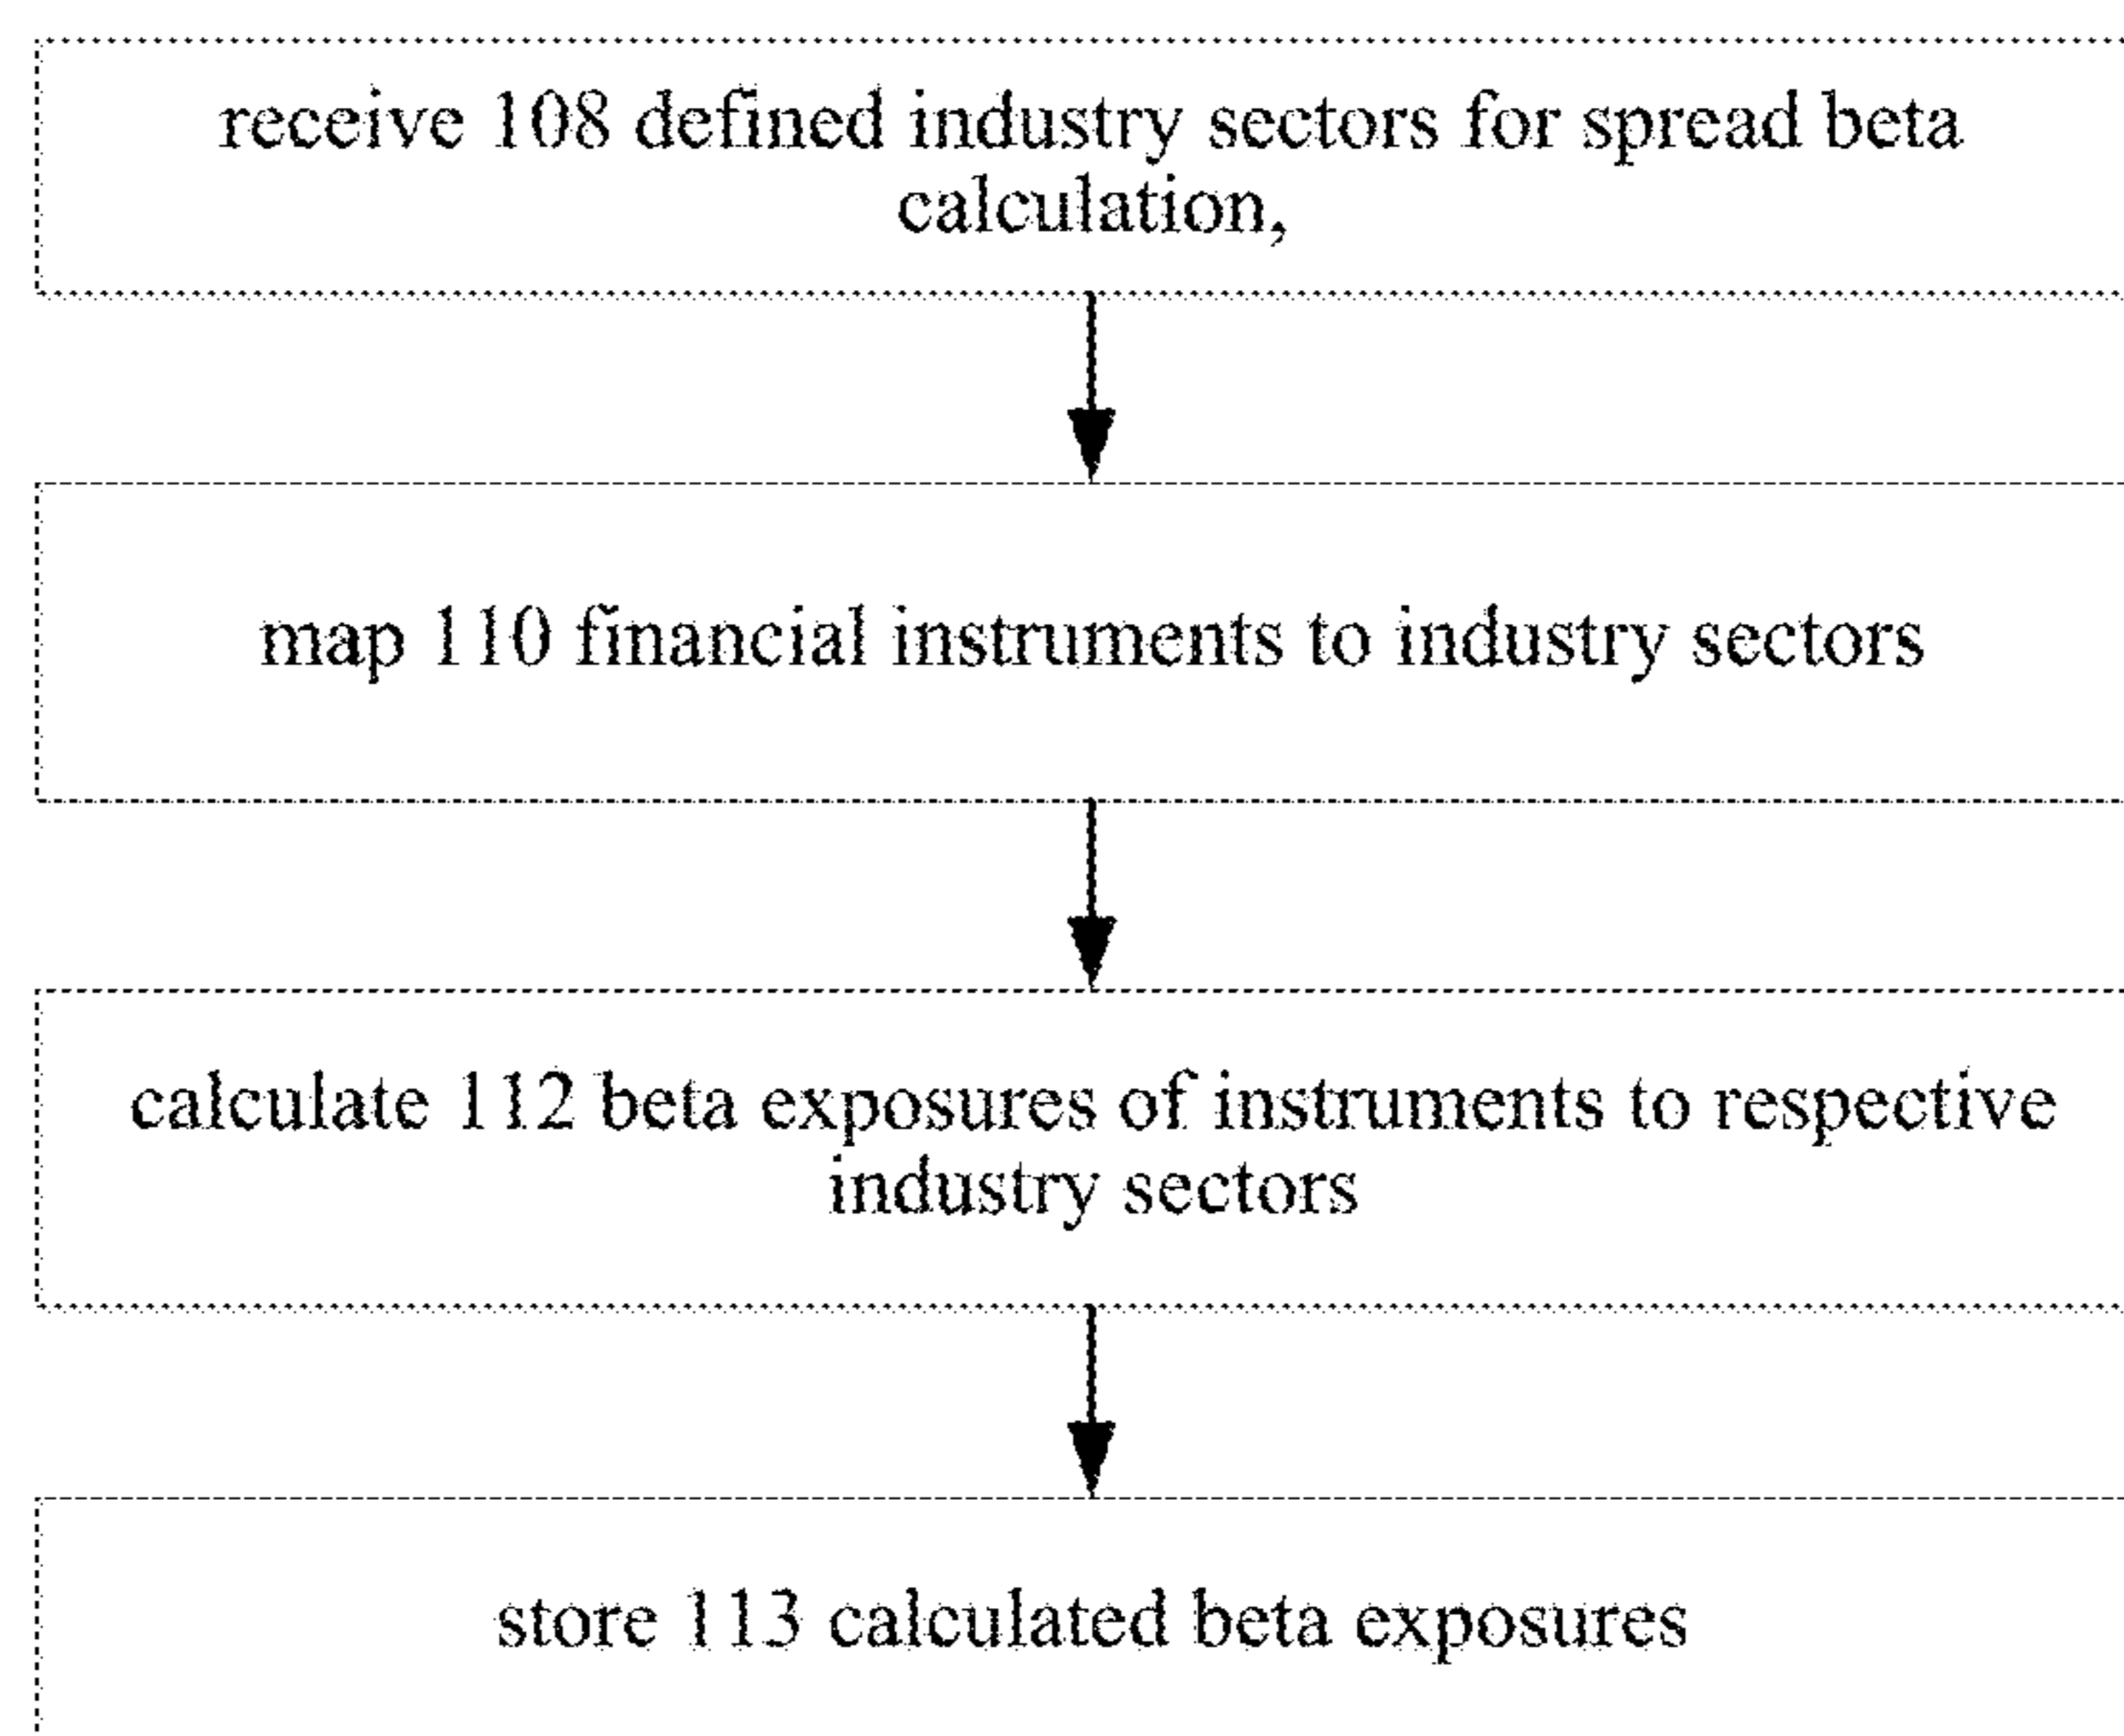 receive 108 defined industry sectors for spread beta
calculation,
map 110 financial instruments to industry sectors
calculate 112 beta exposures of instruments to respective
industry sectors
store 113 calculated beta exposures